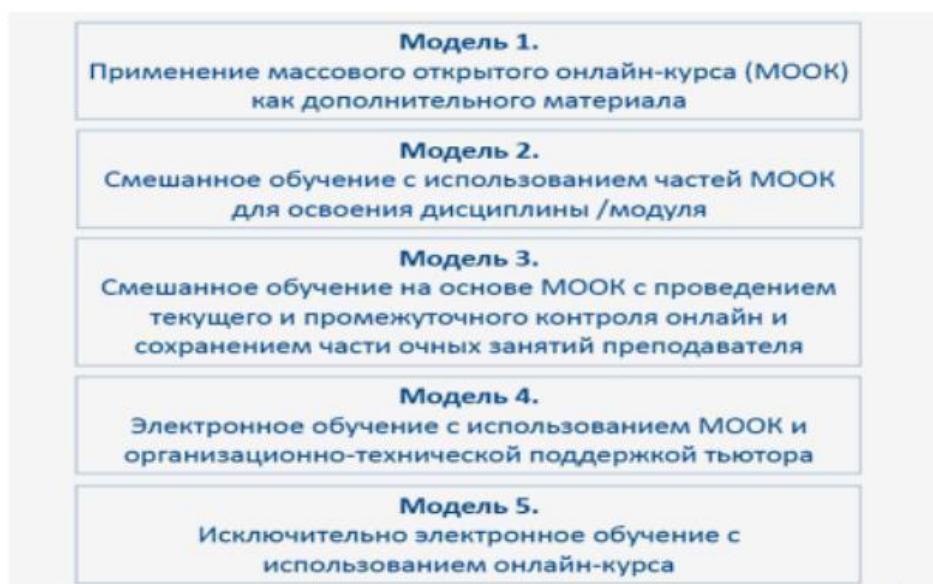 Модель 1.
Применение массового открытого онлайн-курса (МООК)
как дополнительного материала
Модель 2.
Смешанное обучение с использованием частей МООК
для освоения дисциплины /модуля
Модель 3.
Смешанное обучение на основе МООК с проведением
текущего и промежуточного контроля онлайн и
сохранением части очных занятий преподавателя
Модель 4.
Электронное обучение с использованием МООК и
организационно-технической поддержкой тьютора
Модель 5.
Исключительно электронное обучение с
использованием онлайн-курса